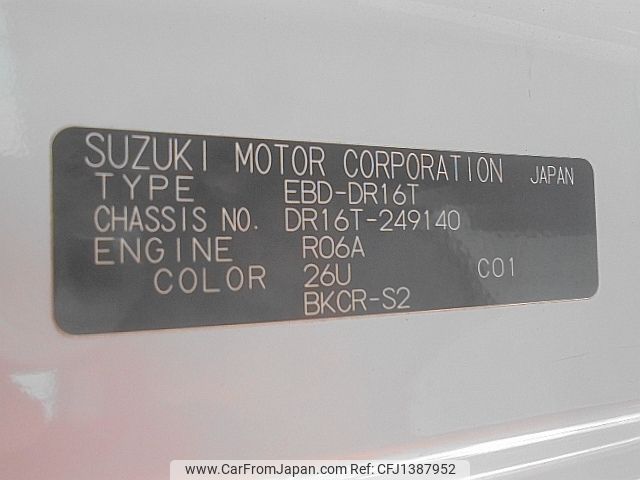 SUZUKI MOTOR CORPORATION JAPAN
TYPE EBD-DR16T
CHASSIS NO. DR16T-249140
ENGINE R06A
COLOR 26U C01
BKCR-S2
www.CarFromJapan.com | Ref No. CFJ1387952